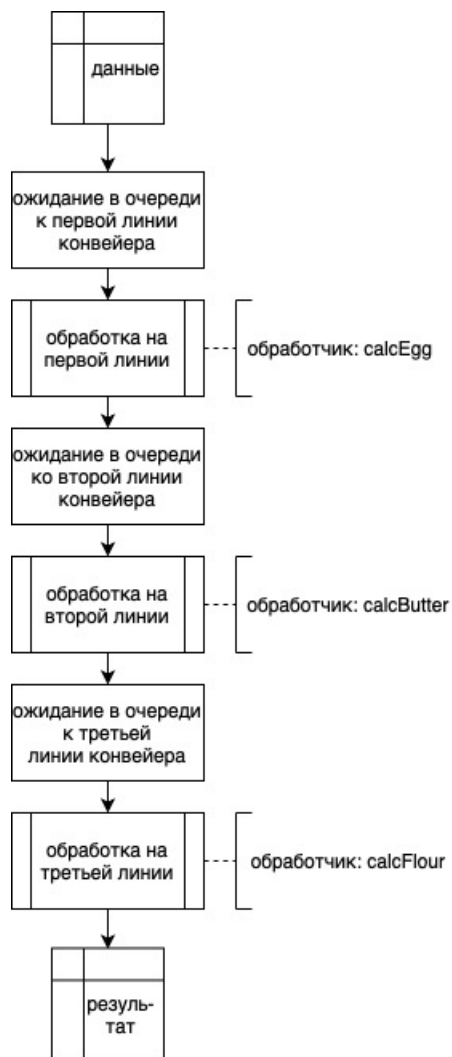 данные
ожидание в очереди
к первой линии
конвейера
обработка на
первой линии
обработчик: calcEgg
ожидание в очереди
ко второй линии
конвейера
обработка на
второй линии
обработчик: calcButter
ожидание в очереди
к третьей
линии конвейера
обработка на
третьей линии
обработчик: calcFlour
резуль-
тат